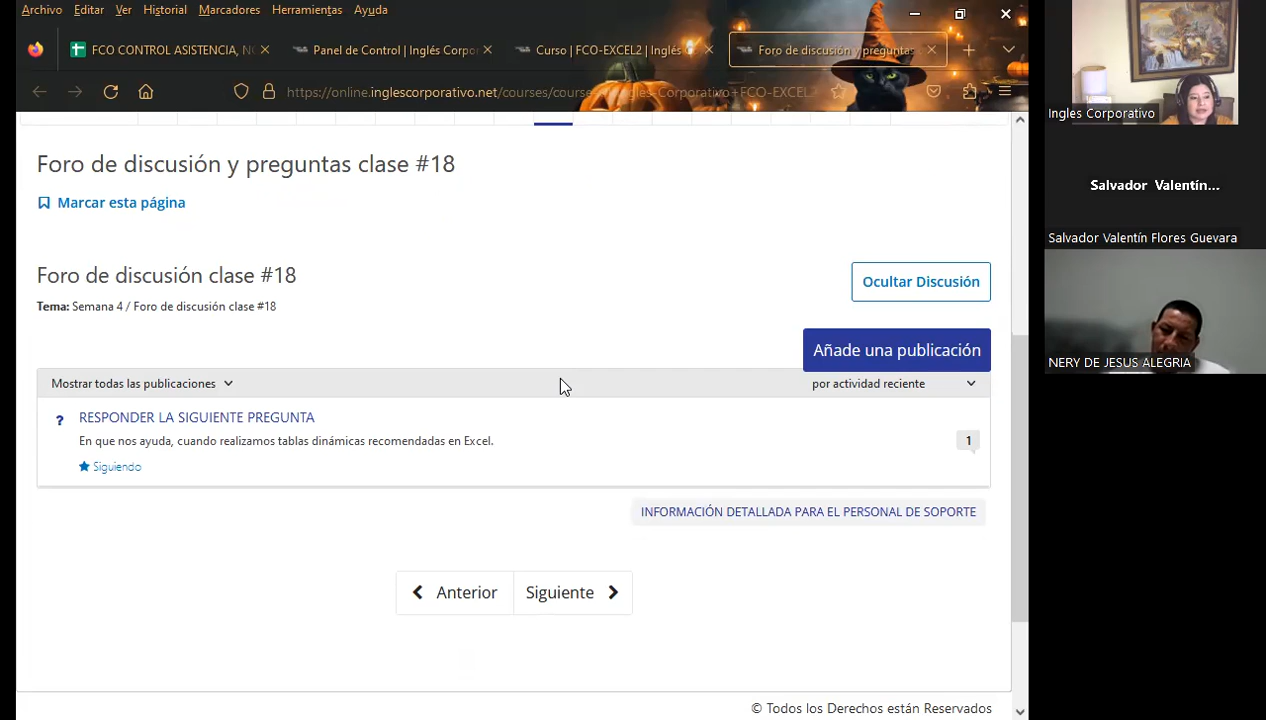 Archivo Editar Ver Historial Marcadores Herramientas Ayuda
FCO CONTROL ASISTENCIA, N
Panel de Control | Inglés Corpo
Curso | FCO-EXCEL2 | Inglés
Foro de discusión y preguntas
https://online.inglescorporativo.net/courses/course
FCO-EXCEL2
Foro de discusión y preguntas clase #18
Marcar esta página
Foro de discusión clase #18
Ocultar Discusión
Tema: Semana 4 / Foro de discusión clase #18
Añade una publicación
Mostrar todas las publicaciones
por actividad reciente
? RESPONDER LA SIGUIENTE PREGUNTA
En que nos ayuda, cuando realizamos tablas dinámicas recomendadas en Excel.
1
Siguiendo
INFORMACIÓN DETALLADA PARA EL PERSONAL DE SOPORTE
Anterior
Siguiente
© Todos los Derechos están Reservados
Ingles Corporativo
Salvador Valentín...
Salvador Valentín Flores Guevara
NERY DE JESUS ALEGRIA